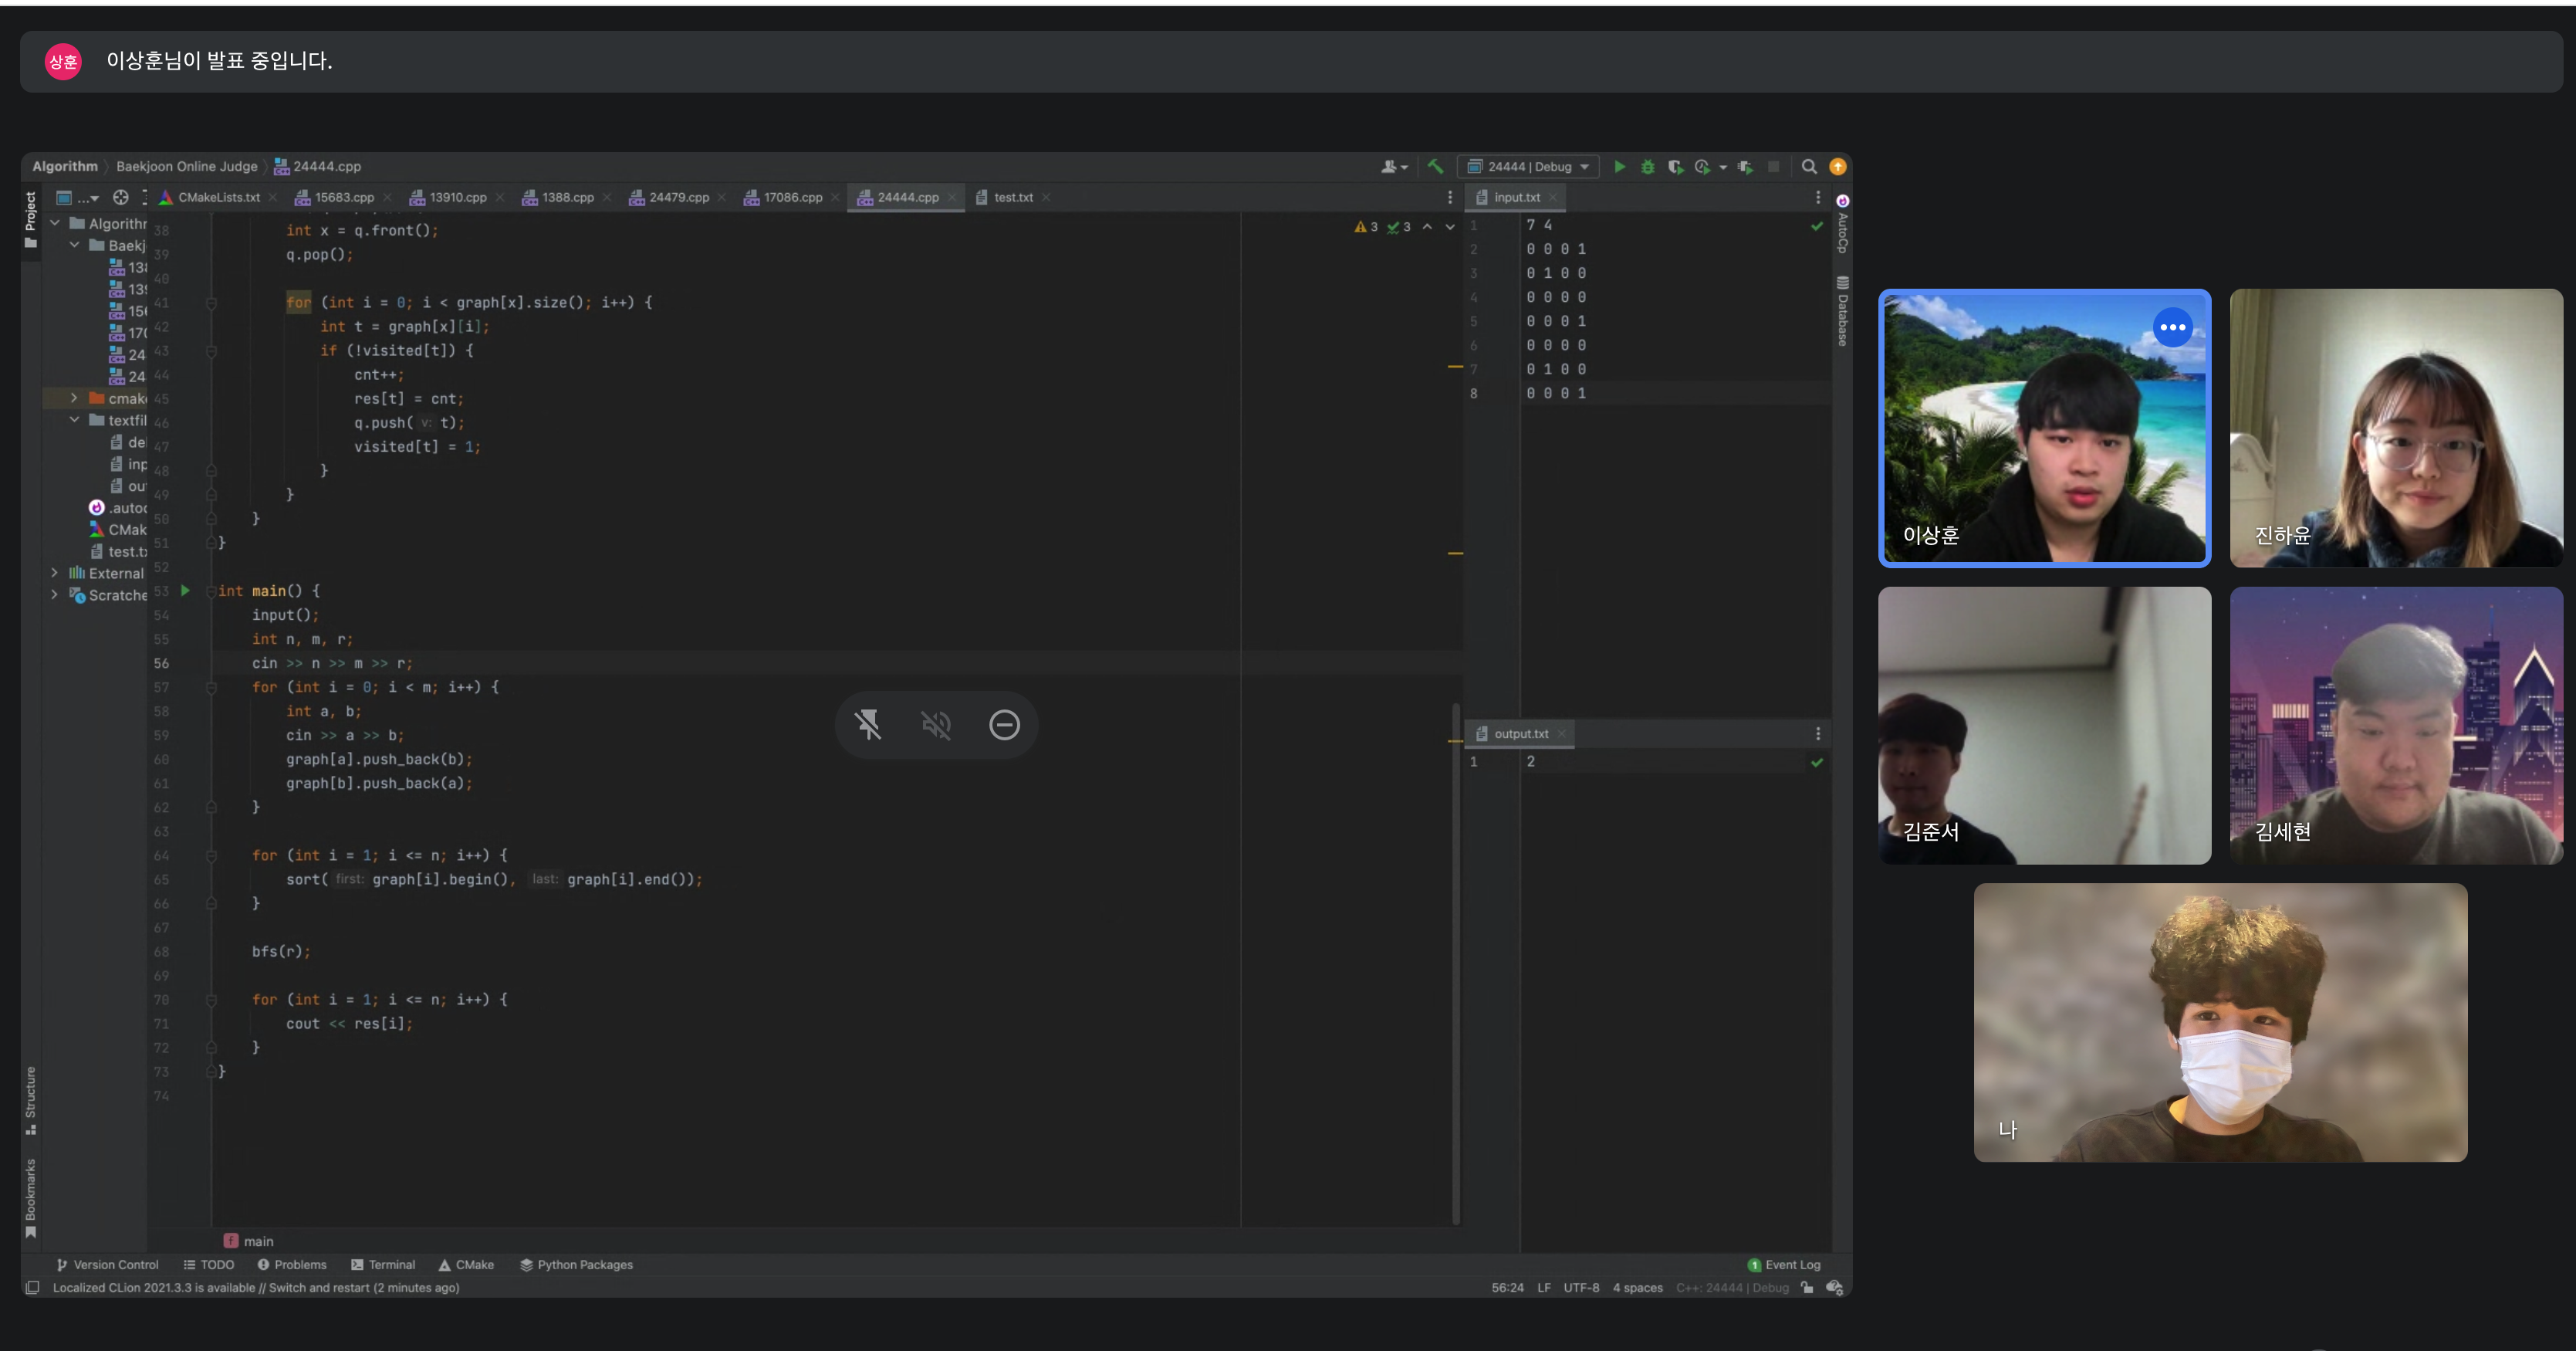 상훈 이상훈님이 발표 중입니다.
Algorithm Baekjoon Online Judge 24444.cpp
24444 | Debug
Project
CMakeLists.txt 15683.cpp 13910.cpp 1388.cpp 24479.cpp 17086.cpp 24444.cpp test.txt
Algorithm
Baekj
138
139
156
170
24
24
cmake
textfil
de
inp
ou
.autoc
CMak
test.tx
External
Scratche
Structure
Bookmarks
3 3
38 int x = q.front();
39 q.pop();
40
41 for (int i = 0; i < graph[x].size(); i++) {
42 int t = graph[x][i];
43 if (!visited[t]) {
44 cnt++;
45 res[t] = cnt;
46 q.push( v: t);
47 visited[t] = 1;
48 }
49 }
50 }
51 }
52
53 int main() {
54 input();
55 int n, m, r;
56 cin >> n >> m >> r;
57 for (int i = 0; i < m; i++) {
58 int a, b;
59 cin >> a >> b;
60 graph[a].push_back(b);
61 graph[b].push_back(a);
62 }
63
64 for (int i = 1; i <= n; i++) {
65 sort( first: graph[i].begin(), last: graph[i].end());
66 }
67
68 bfs(r);
69
70 for (int i = 1; i <= n; i++) {
71 cout << res[i];
72 }
73 }
74
input.txt
1 7 4
2 0 0 0 1
3 0 1 0 0
4 0 0 0 0
5 0 0 0 1
6 0 0 0 0
7 0 1 0 0
8 0 0 0 1
output.txt
1 2
AutoCp
Database
main
Version Control TODO Problems Terminal CMake Python Packages
1 Event Log
Localized CLion 2021.3.3 is available // Switch and restart (2 minutes ago)
56:24 LF UTF-8 4 spaces C++: 24444 | Debug
이상훈
진하윤
김준서
김세현
나